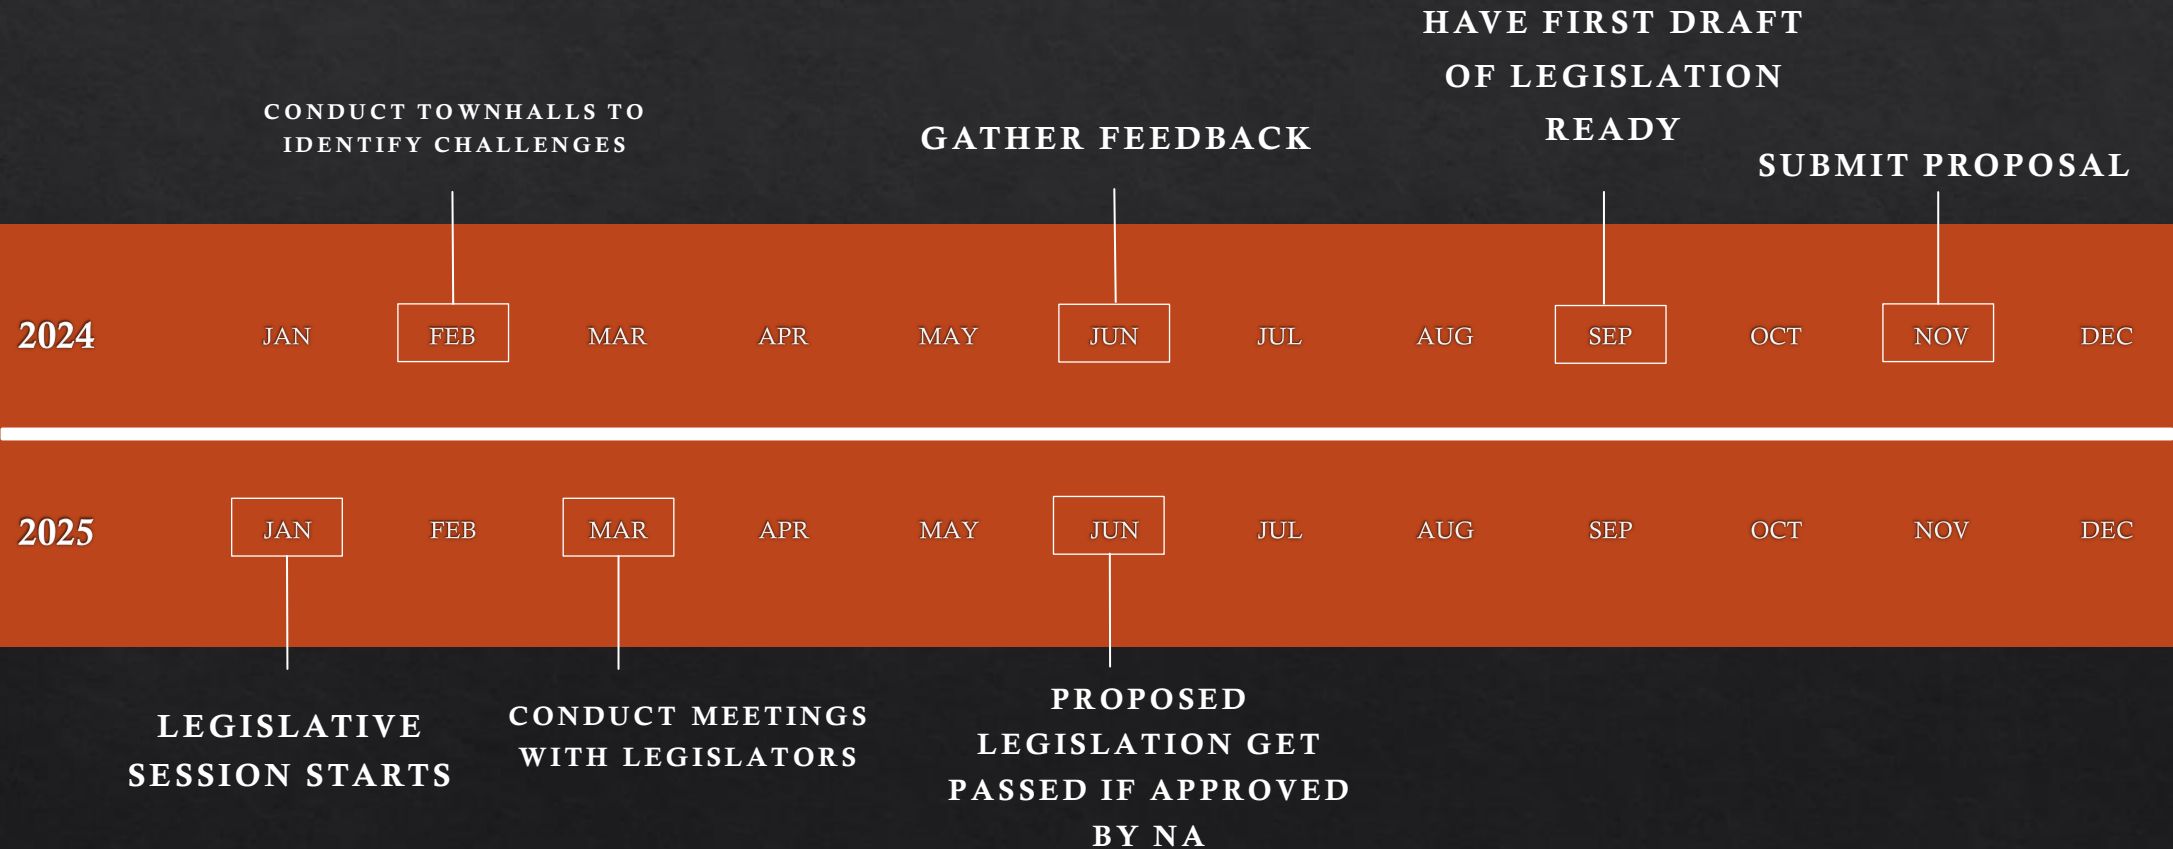 CONDUCT TOWNHALLS TO
IDENTIFY CHALLENGES
GATHER FEEDBACK
HAVE FIRST DRAFT
OF LEGISLATION
READY
SUBMIT PROPOSAL
2024 JAN FEB MAR APR MAY JUN JUL AUG SEP OCT NOV DEC
2025 JAN FEB MAR APR MAY JUN JUL AUG SEP OCT NOV DEC
LEGISLATIVE
SESSION STARTS
CONDUCT MEETINGS
WITH LEGISLATORS
PROPOSED
LEGISLATION GET
PASSED IF APPROVED
BY NA